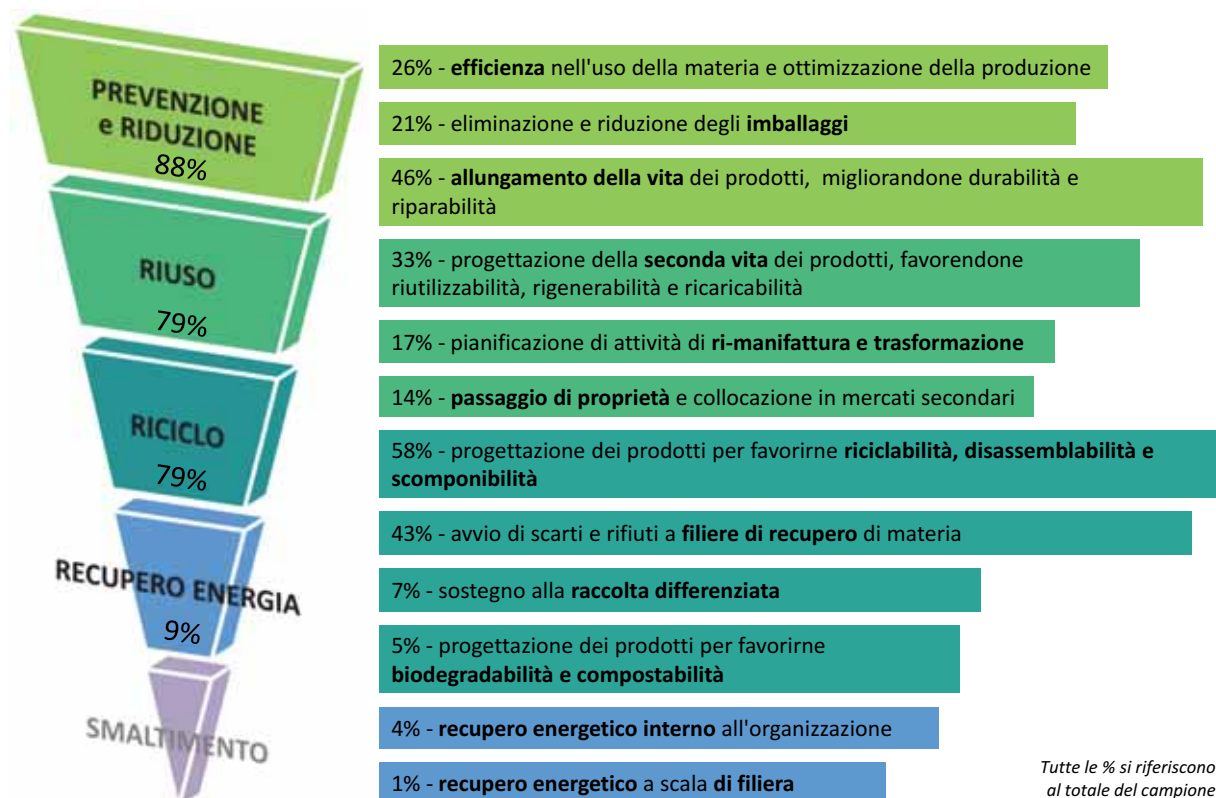 PREVENZIONE
e RIDUZIONE
88%
RIUSO
79%
RICICLO
79%
RECUPERO ENERGIA
9%
SMALTIMENTO
26% - efficienza nell'uso della materia e ottimizzazione della produzione
21% - eliminazione e riduzione degli imballaggi
46% - allungamento della vita dei prodotti, migliorandone durabilità e
riparabilità
33% - progettazione della seconda vita dei prodotti, favorendone
riutilizzabilità, rigenerabilità e ricaricabilità
17% - pianificazione di attività di ri-manifattura e trasformazione
14% - passaggio di proprietà e collocazione in mercati secondari
58% - progettazione dei prodotti per favorirne riciclabilità, disassemblabilità e
scomponibilità
43% - avvio di scarti e rifiuti a filiere di recupero di materia
7% - sostegno alla raccolta differenziata
5% - progettazione dei prodotti per favorirne
biodegradabilità e compostabilità
4% - recupero energetico interno all'organizzazione
1% - recupero energetico a scala di filiera
Tutte le % si riferiscono
al totale del campione